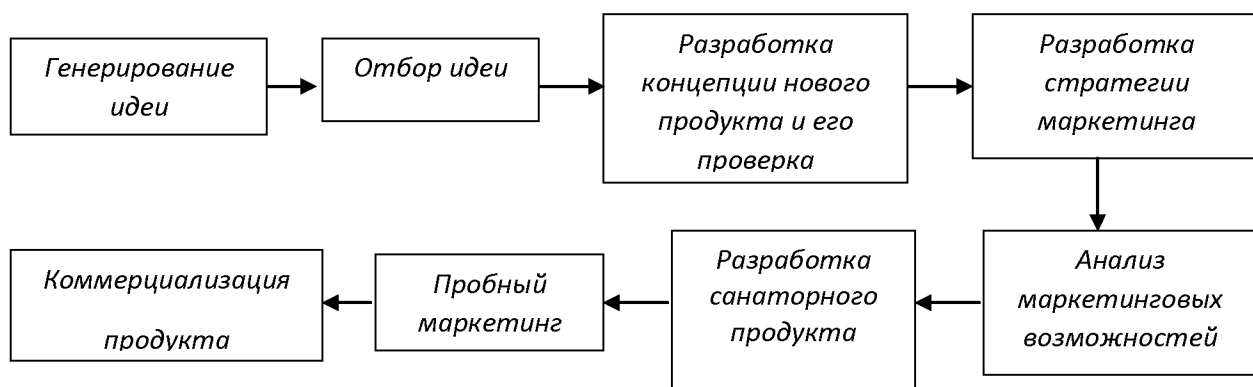 Генерирование
идеи
Отбор идеи
Разработка
концепции нового
продукта и его
проверка
Разработка
стратегии
маркетинга
Анализ
маркетинговых
возможностей
Разработка
санаторного
продукта
Пробный
маркетинг
Коммерциализация
продукта